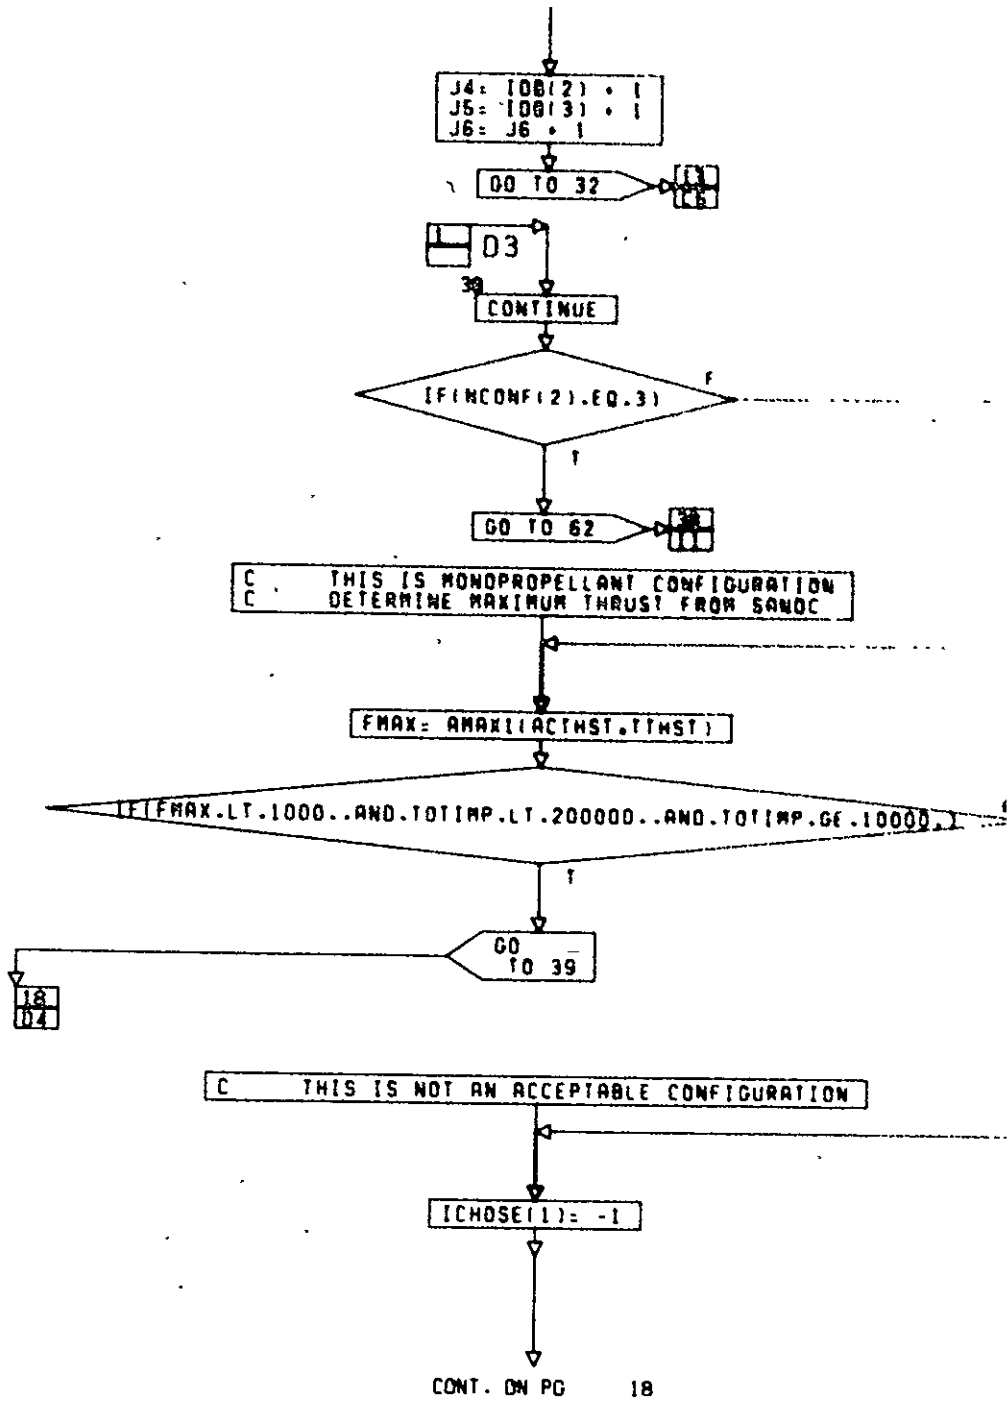 J4= IDB(2) + 1
J5= IDB(3) + 1
J6= J6 + 1
GO TO 32
1
D3
CONTINUE
IF(NCONF(2).EQ.3)
F
T
GO TO 62
C THIS IS MONOPROPELLANT CONFIGURATION
C DETERMINE MAXIMUM THRUST FROM SANDC
FMAX= AMAX1(ACTHST,TTHST)
IF(FMAX.LT.1000..AND.TOTIMP.LT.200000..AND.TOTIMP.GE.10000.)
T
GO
TO 39
18
D4
C THIS IS NOT AN ACCEPTABLE CONFIGURATION
ICHOSE(1)= -1
CONT. ON PG 18